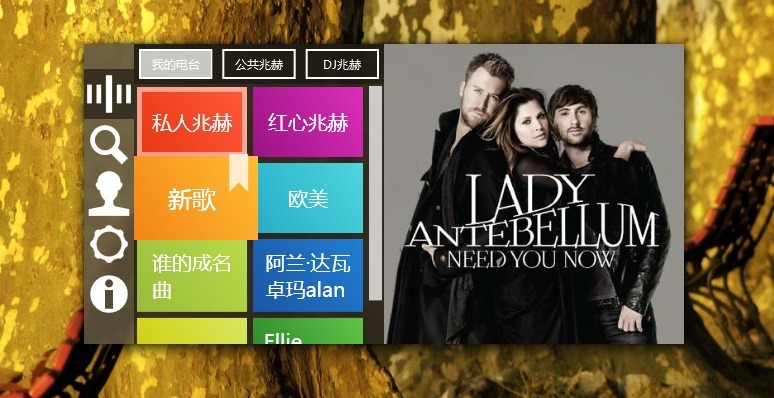 我的电台
公共兆赫
DJ兆赫
私人兆赫
红心兆赫
新歌
欧美
谁的成名
曲
阿兰·达瓦
卓玛alan
Ellie
LADY
ANTEBELLUM
NEED YOU NOW